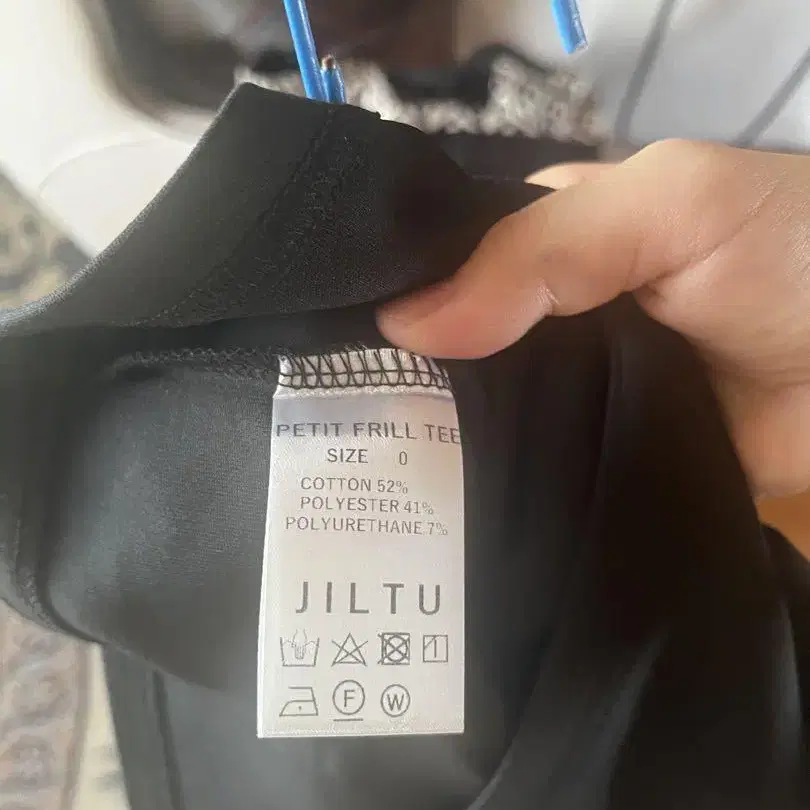 PETIT FRILL TEE
SIZE 0
COTTON 52%
POLYESTER 41%
POLYURETHANE 7%
JILTU
F W